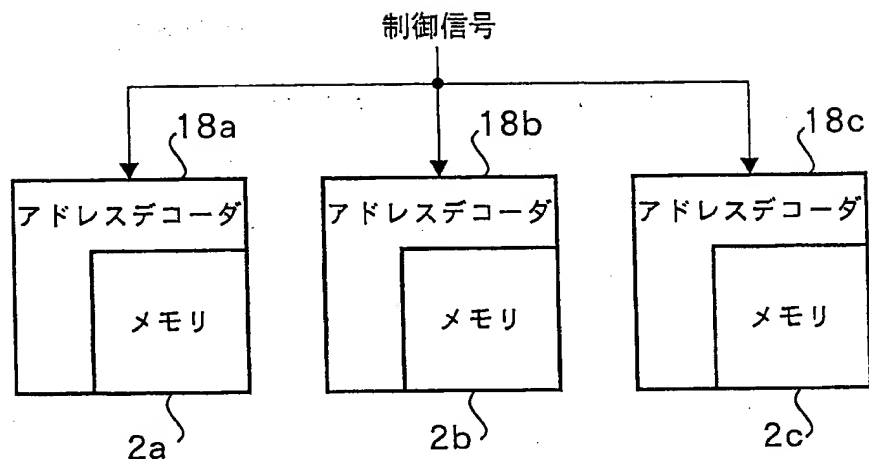 制御信号
18a
18b
18c
アドレスデコーダ
アドレスデコーダ
アドレスデコーダ
メモリ
メモリ
メモリ
2a
2b
2c